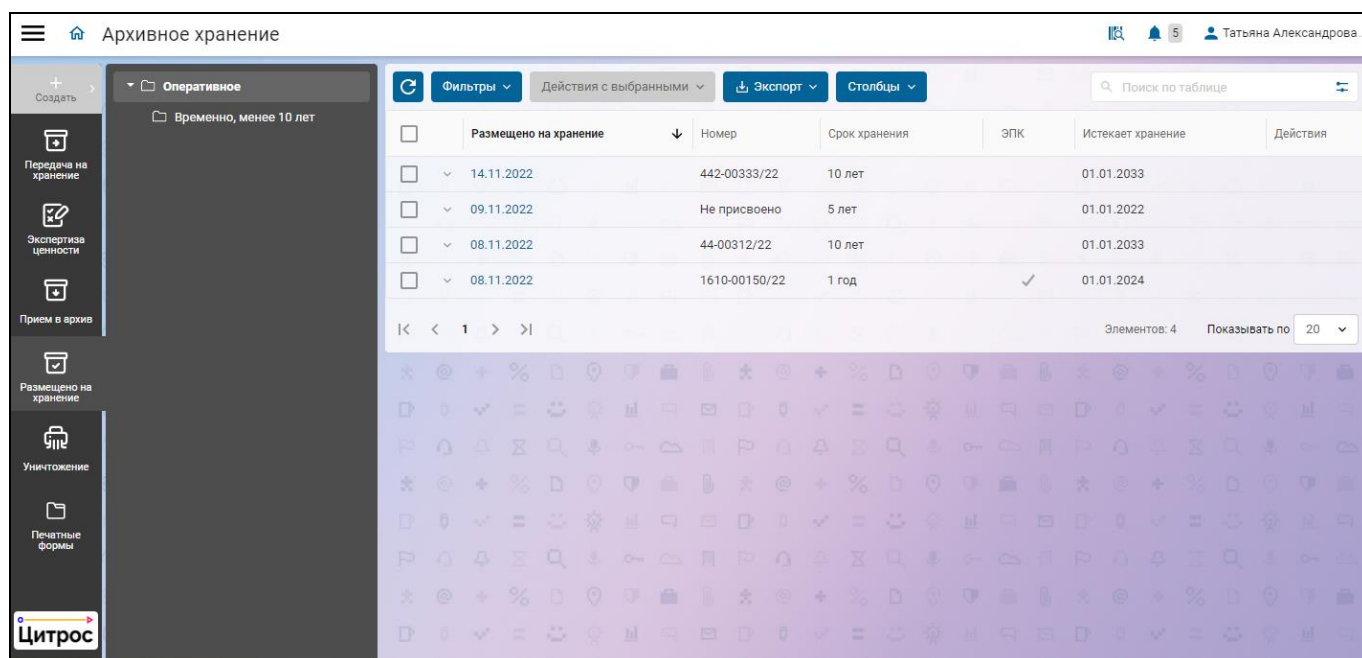 Архивное хранение
5
Татьяна Александрова..
Создать
Передача на
хранение
Экспертиза
ценности
Прием в архив
Размещено на
хранение
Уничтожение
Печатные
формы
Цитрос
Оперативное
Временно, менее 10 лет
Фильтры
Действия с выбранными
Экспорт
Столбцы
Поиск по таблице
Размещено на хранение Номер Срок хранения ЭПК Истекает хранение Действия
14.11.2022 442-00333/22 10 лет 01.01.2033
09.11.2022 Не присвоено 5 лет 01.01.2022
08.11.2022 44-00312/22 10 лет 01.01.2033
08.11.2022 1610-00150/22 1 год 01.01.2024
1
Элементов: 4 Показывать по 20